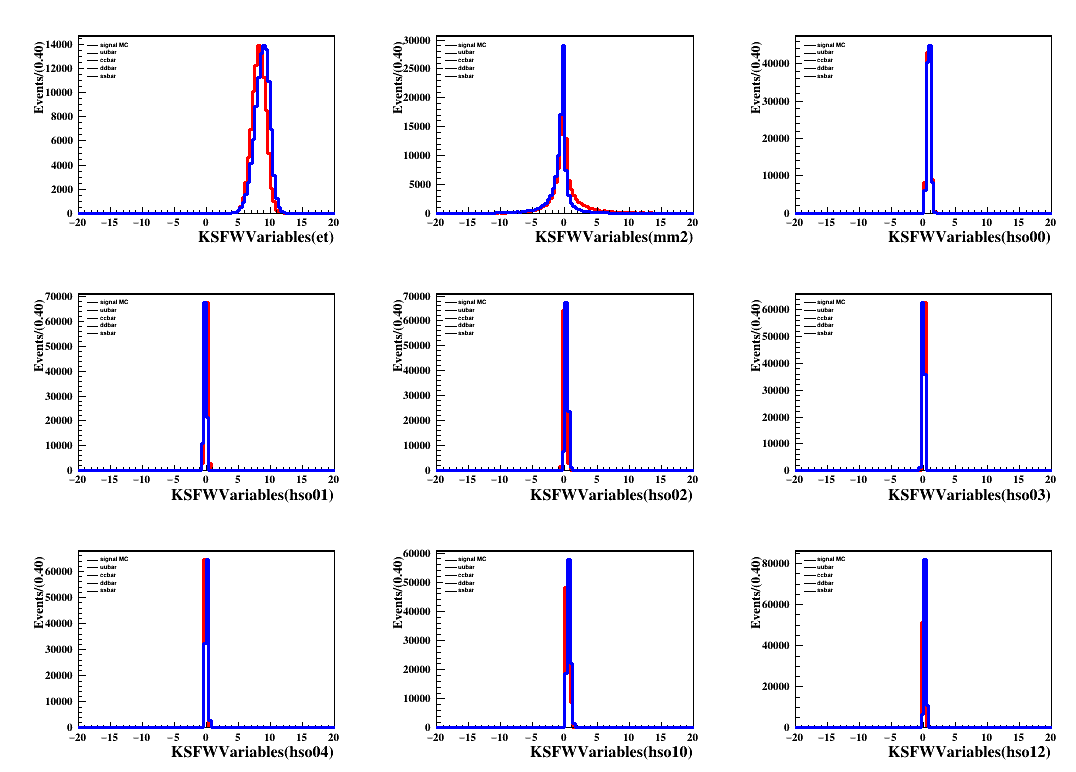 Events/(0.40)
14000
12000
10000
8000
6000
4000
2000
0
signal MC
uubar
ccbar
ddbar
ssbar
−20 −15 −10 −5 0 5 10 15 20
KSFWVariables(et)
Events/(0.40)
30000
25000
20000
15000
10000
5000
0
signal MC
uubar
ccbar
ddbar
ssbar
−20 −15 −10 −5 0 5 10 15 20
KSFWVariables(mm2)
Events/(0.40)
40000
30000
20000
10000
0
signal MC
uubar
ccbar
ddbar
ssbar
−20 −15 −10 −5 0 5 10 15 20
KSFWVariables(hso00)
Events/(0.40)
70000
60000
50000
40000
30000
20000
10000
0
signal MC
uubar
ccbar
ddbar
ssbar
−20 −15 −10 −5 0 5 10 15 20
KSFWVariables(hso01)
Events/(0.40)
70000
60000
50000
40000
30000
20000
10000
0
signal MC
uubar
ccbar
ddbar
ssbar
−20 −15 −10 −5 0 5 10 15 20
KSFWVariables(hso02)
Events/(0.40)
60000
50000
40000
30000
20000
10000
0
signal MC
uubar
ccbar
ddbar
ssbar
−20 −15 −10 −5 0 5 10 15 20
KSFWVariables(hso03)
Events/(0.40)
60000
50000
40000
30000
20000
10000
0
signal MC
uubar
ccbar
ddbar
ssbar
−20 −15 −10 −5 0 5 10 15 20
KSFWVariables(hso04)
Events/(0.40)
60000
50000
40000
30000
20000
10000
0
signal MC
uubar
ccbar
ddbar
ssbar
−20 −15 −10 −5 0 5 10 15 20
KSFWVariables(hso10)
Events/(0.40)
80000
60000
40000
20000
0
signal MC
uubar
ccbar
ddbar
ssbar
−20 −15 −10 −5 0 5 10 15 20
KSFWVariables(hso12)